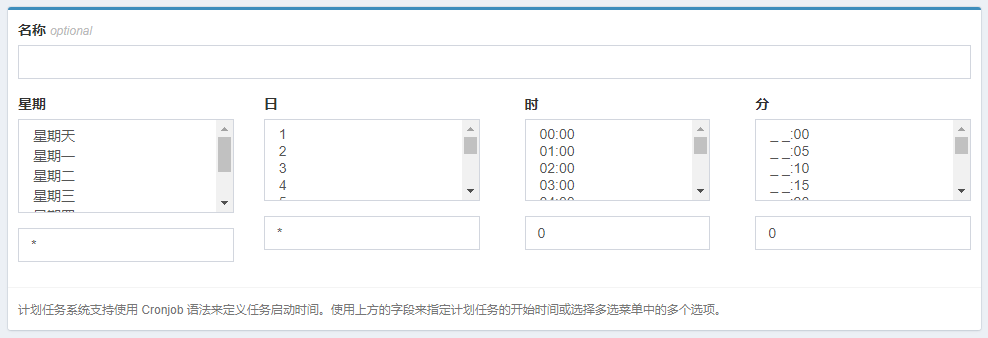 名称 optional
星期
星期天
星期一
星期二
星期三
*
日
1
2
3
4
*
时
00:00
01:00
02:00
03:00
0
分
_ _:00
_ _:05
_ _:10
_ _:15
0
计划任务系统支持使用 Cronjob 语法来定义任务启动时间。使用上方的字段来指定计划任务的开始时间或选择多选菜单中的多个选项。